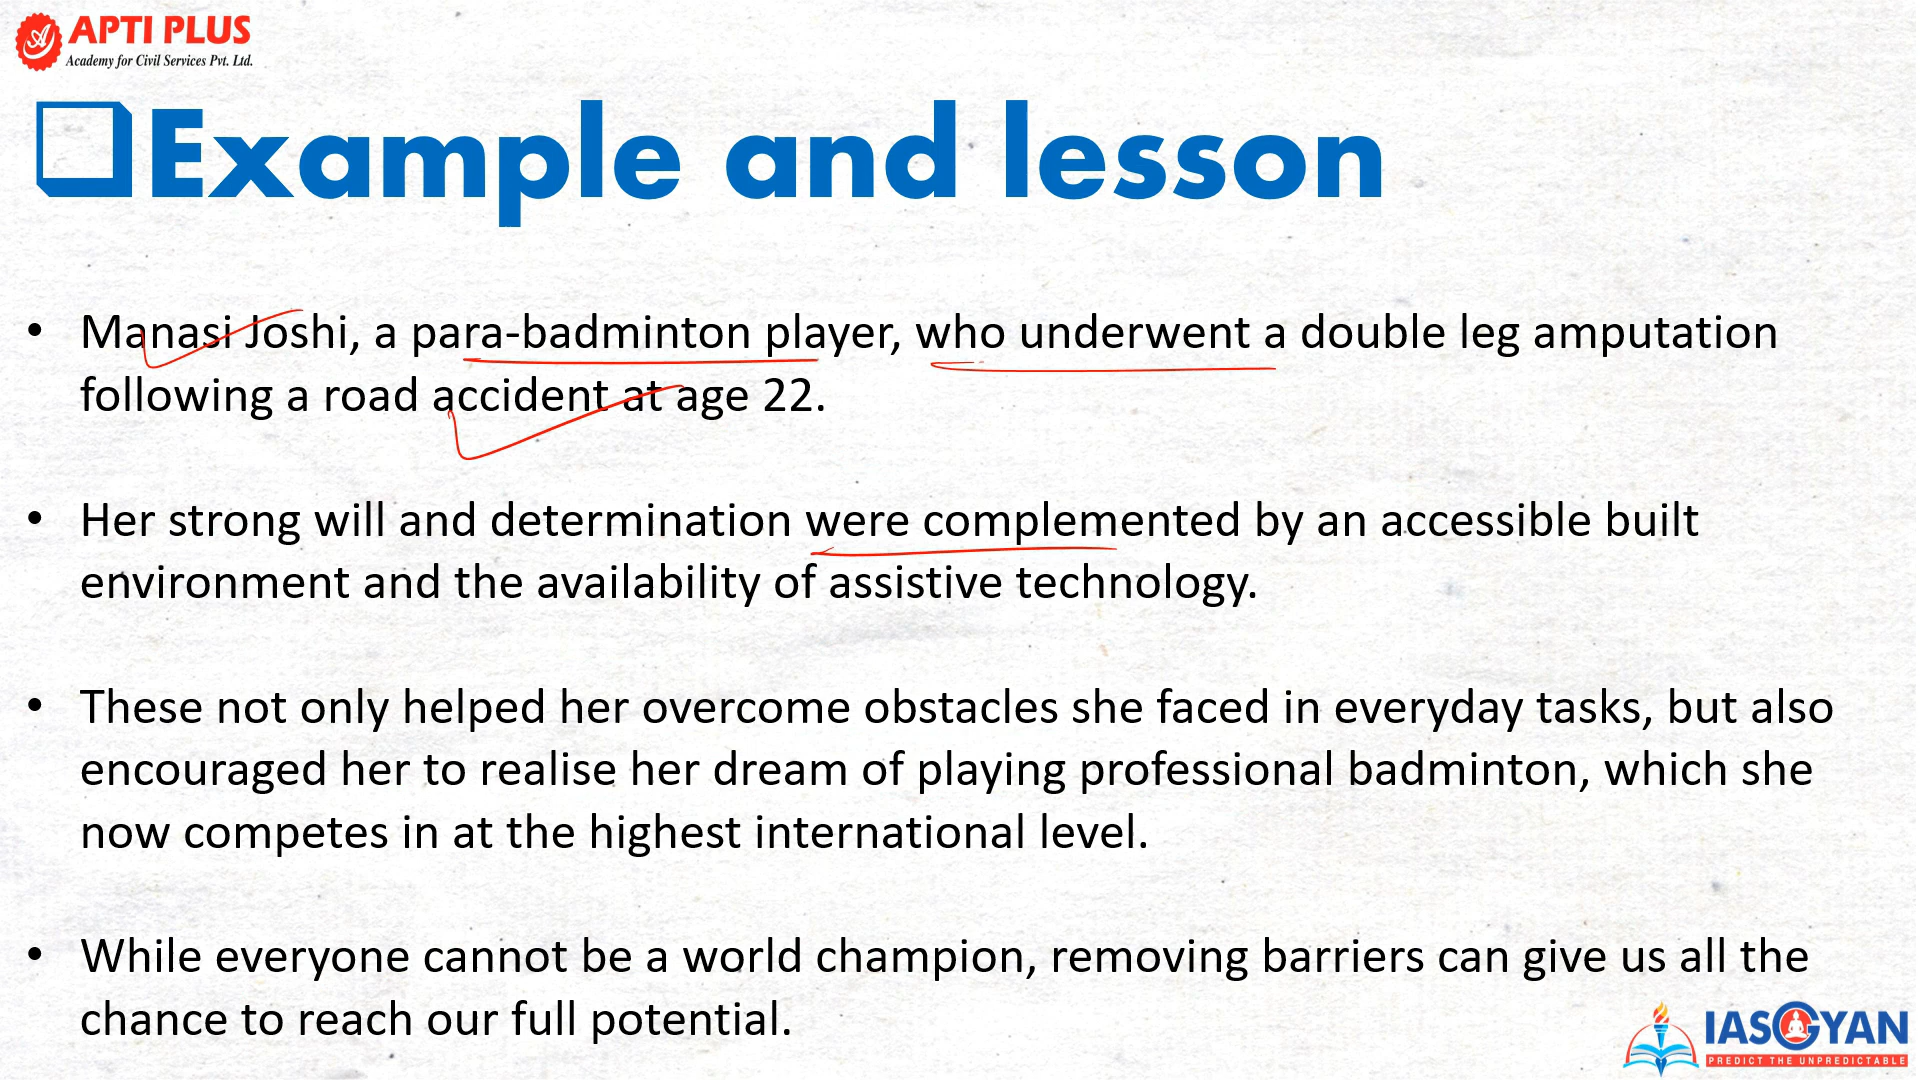 APTI PLUS
Academy for Civil Services Pvt. Ltd.
Example and lesson
• Manasi Joshi, a para-badminton player, who underwent a double leg amputation
following a road accident at age 22.
• Her strong will and determination were complemented by an accessible built
environment and the availability of assistive technology.
• These not only helped her overcome obstacles she faced in everyday tasks, but also
encouraged her to realise her dream of playing professional badminton, which she
now competes in at the highest international level.
• While everyone cannot be a world champion, removing barriers can give us all the
chance to reach our full potential.
IASGYAN
PREDICT THE UNPREDICTABLE